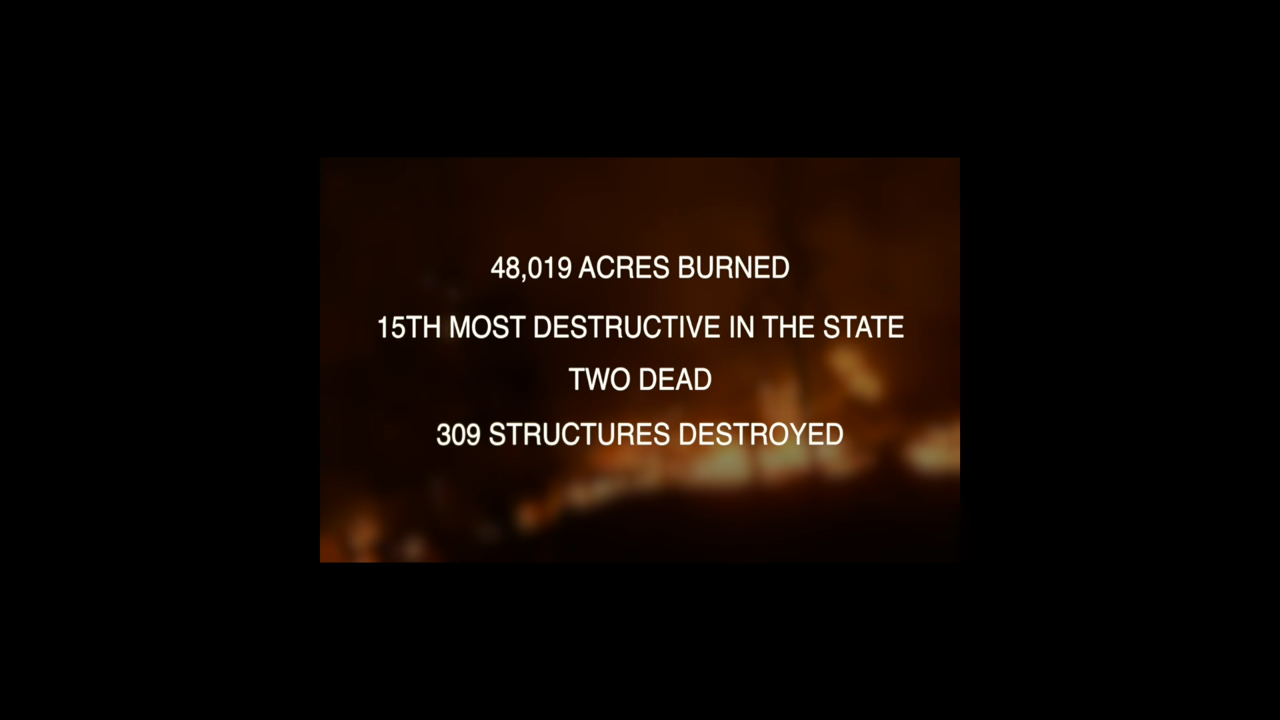 48,019 ACRES BURNED
15TH MOST DESTRUCTIVE IN THE STATE
TWO DEAD
309 STRUCTURES DESTROYED